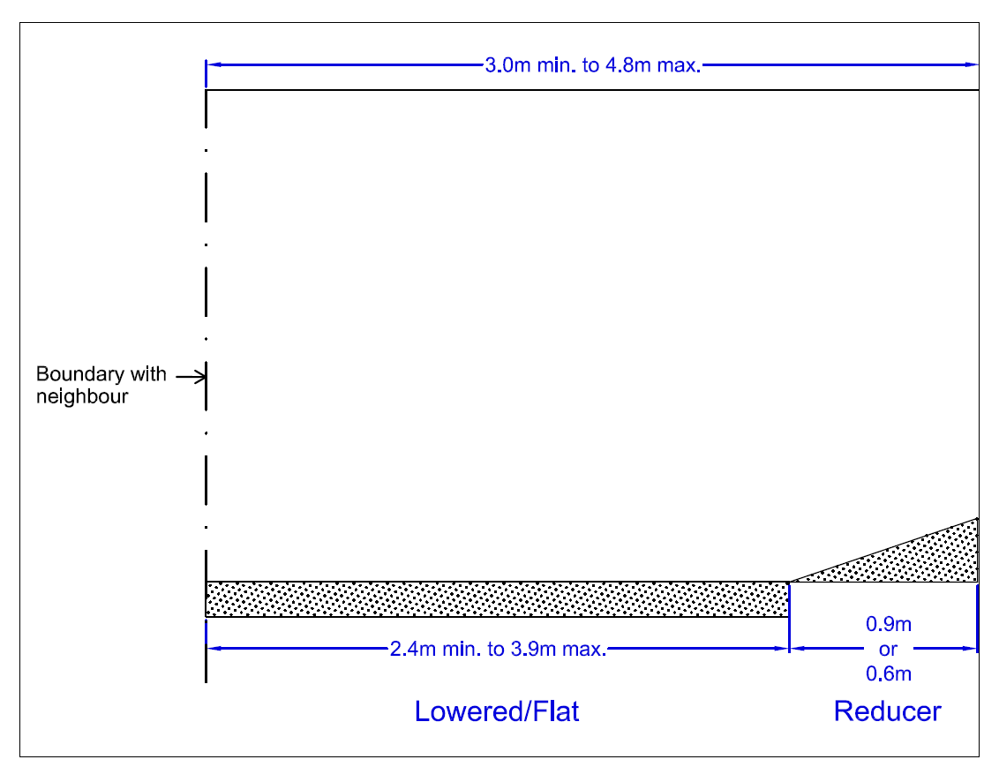 3.0m min. to 4.8m max.
Boundary with
neighbour
2.4m min. to 3.9m max.
0.9m
or
0.6m
Lowered/Flat
Reducer